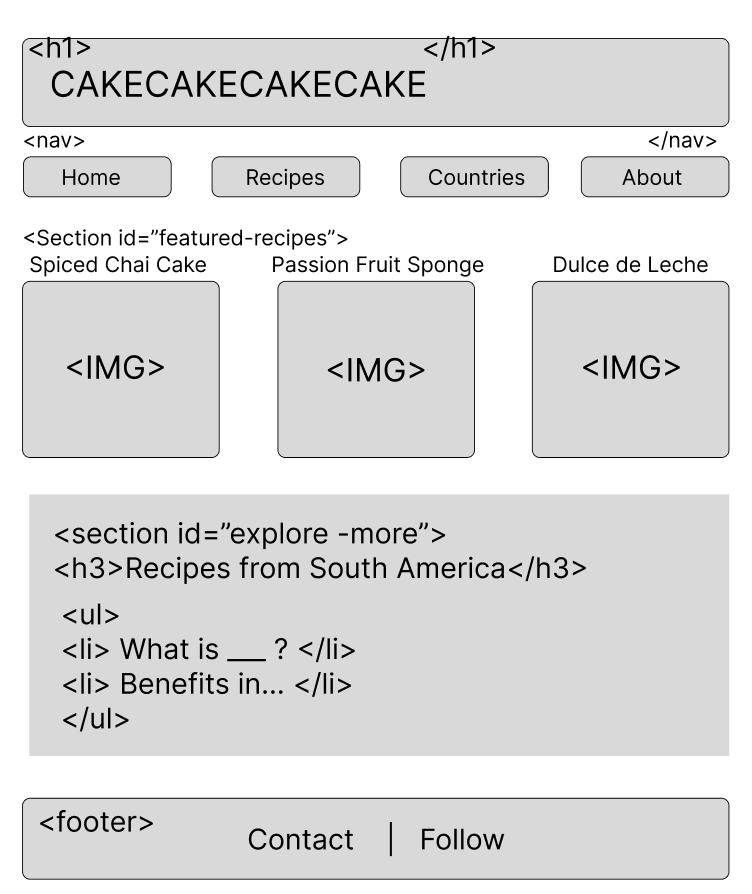 <h1> </h1>
CAKECAKECAKECAKE
<nav> </nav>
Home Recipes Countries About
<Section id=”featured-recipes”>
Spiced Chai Cake Passion Fruit Sponge Dulce de Leche
<IMG> <IMG> <IMG>
<section id=”explore -more”>
<h3>Recipes from South America</h3>
<ul>
<li> What is ___ ? </li>
<li> Benefits in... </li>
</ul>
<footer>
Contact | Follow